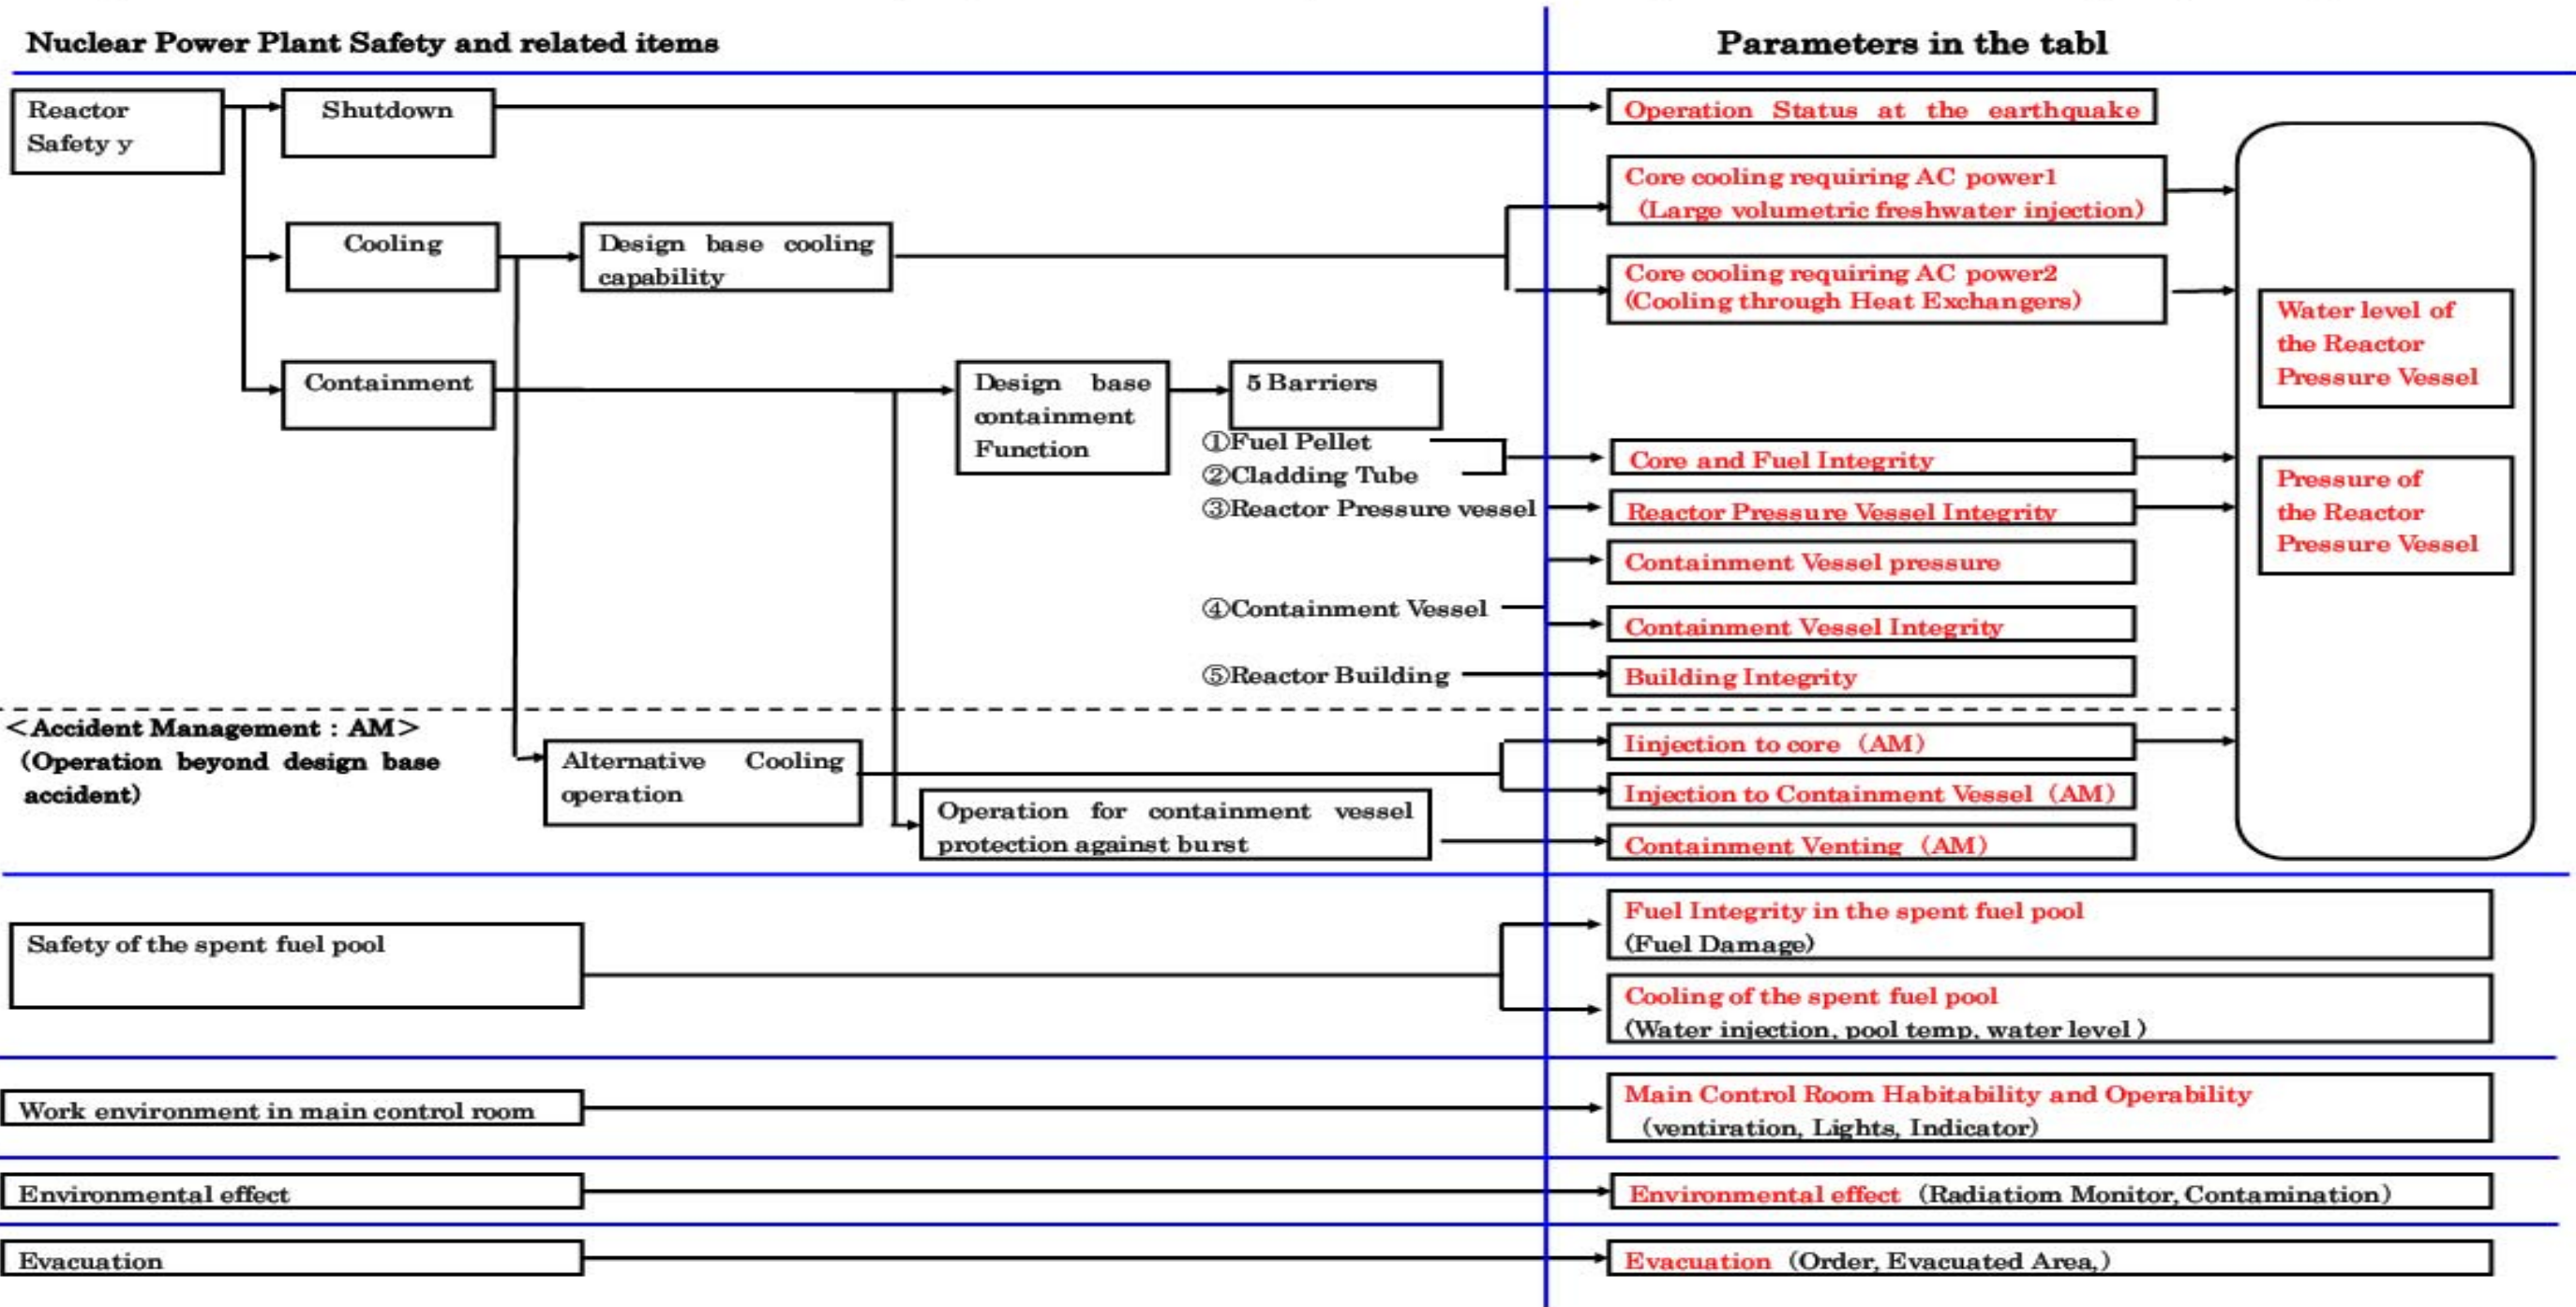 Nuclear Power Plant Safety and related items
Parameters in the tabl
Reactor
Safety y
Shutdown
Operation Status at the earthquake
Core cooling requiring AC power1
(Large volumetric freshwater injection)
Cooling
Design base cooling
capability
Core cooling requiring AC power2
(Cooling through Heat Exchangers)
Water level of
the Reactor
Pressure Vessel
Containment
Design base
containment
Function
5 Barriers
①Fuel Pellet
②Cladding Tube
③Reactor Pressure vessel
④Containment Vessel
⑤Reactor Building
Core and Fuel Integrity
Reactor Pressure Vessel Integrity
Containment Vessel pressure
Containment Vessel Integrity
Building Integrity
Pressure of
the Reactor
Pressure Vessel
<Accident Management : AM>
(Operation beyond design base
accident)
Alternative Cooling
operation
Operation for containment vessel
protection against burst
Iinjection to core (AM)
Injection to Containment Vessel (AM)
Containment Venting (AM)
Safety of the spent fuel pool
Fuel Integrity in the spent fuel pool
(Fuel Damage)
Cooling of the spent fuel pool
(Water injection, pool temp, water level )
Work environment in main control room
Main Control Room Habitability and Operability
(ventiration, Lights, Indicator)
Environmental effect
Environmental effect (Radiatiom Monitor, Contamination)
Evacuation
Evacuation (Order, Evacuated Area,)